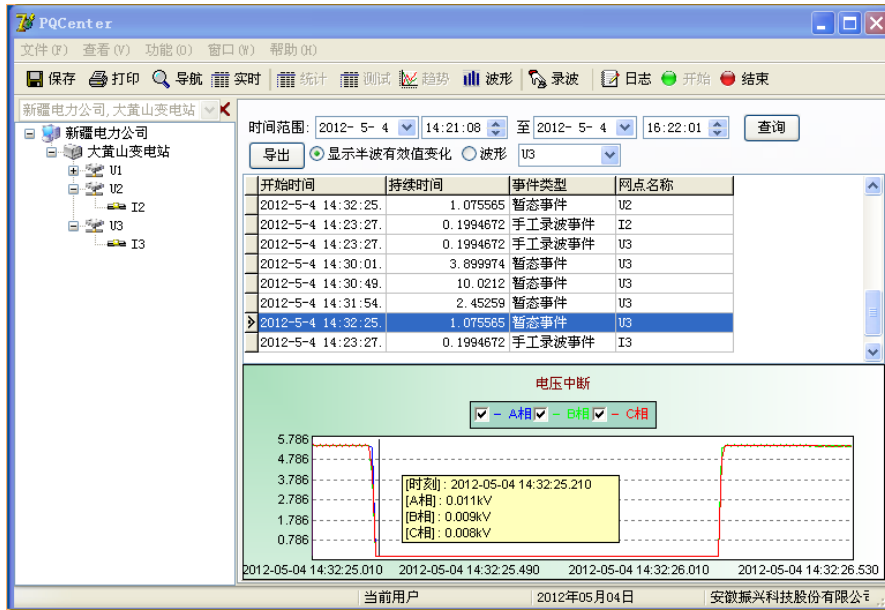 PQCenter
文件(F) 查看(V) 功能(O) 窗口(W) 帮助(H)
保存 打印 导航 实时 统计 测试 趋势 波形 录波 日志 开始 结束
新疆电力公司,大黄山变电站
新疆电力公司
大黄山变电站
U1
U2
I2
U3
I3
时间范围: 2012- 5- 4 14:21:08 至 2012- 5- 4 16:22:01 查询
导出 显示半波有效值变化 波形 U3
开始时间 持续时间 事件类型 网点名称
2012-5-4 14:32:25. 1.075565 暂态事件 U2
2012-5-4 14:23:27. 0.1994672 手工录波事件 I2
2012-5-4 14:23:27. 0.1994672 手工录波事件 U3
2012-5-4 14:30:01. 3.899974 暂态事件 U3
2012-5-4 14:30:49. 10.0212 暂态事件 U3
2012-5-4 14:31:54. 2.45259 暂态事件 U3
2012-5-4 14:32:25. 1.075565 暂态事件 U3
2012-5-4 14:23:27. 0.1994672 手工录波事件 I3
电压中断
A相 B相 C相
5.786
4.786
3.786
2.786
1.786
0.786
[时刻] : 2012-05-04 14:32:25.210
[A相] : 0.011kV
[B相] : 0.009kV
[C相] : 0.008kV
2012-05-04 14:32:25.010 2012-05-04 14:32:25.490 2012-05-04 14:32:26.010 2012-05-04 14:32:26.530
当前用户 2012年05月04日 安徽振兴科技股份有限公